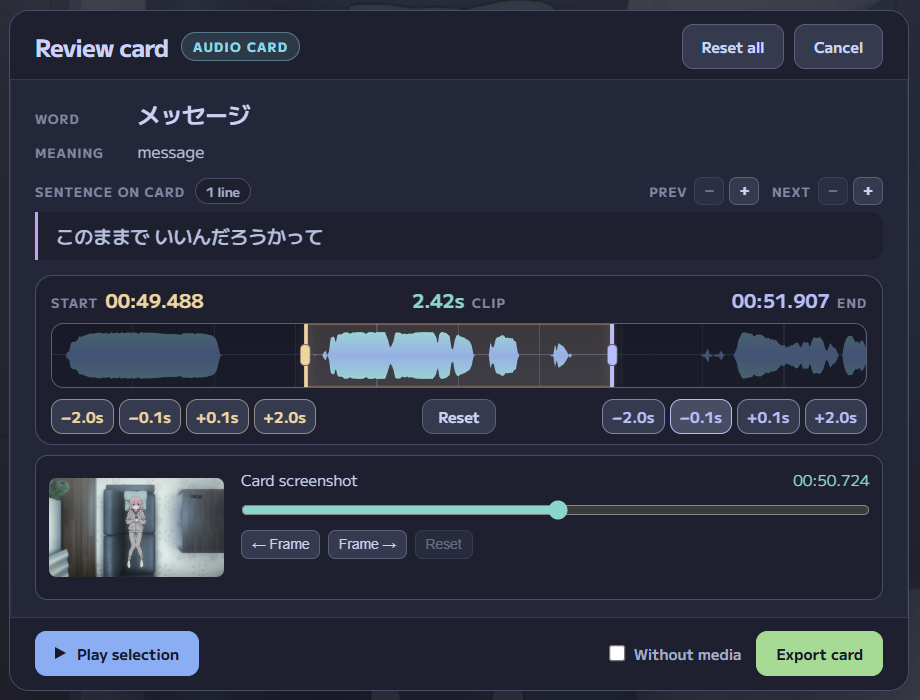 Review card AUDIO CARD Reset all Cancel
WORD メッセージ
MEANING message
SENTENCE ON CARD 1 line PREV − + NEXT − +
このままで いいんだろうかって
START 00:49.488 2.42s CLIP 00:51.907 END
−2.0s −0.1s +0.1s +2.0s Reset −2.0s −0.1s +0.1s +2.0s
Card screenshot 00:50.724
← Frame Frame → Reset
▶ Play selection Without media Export card